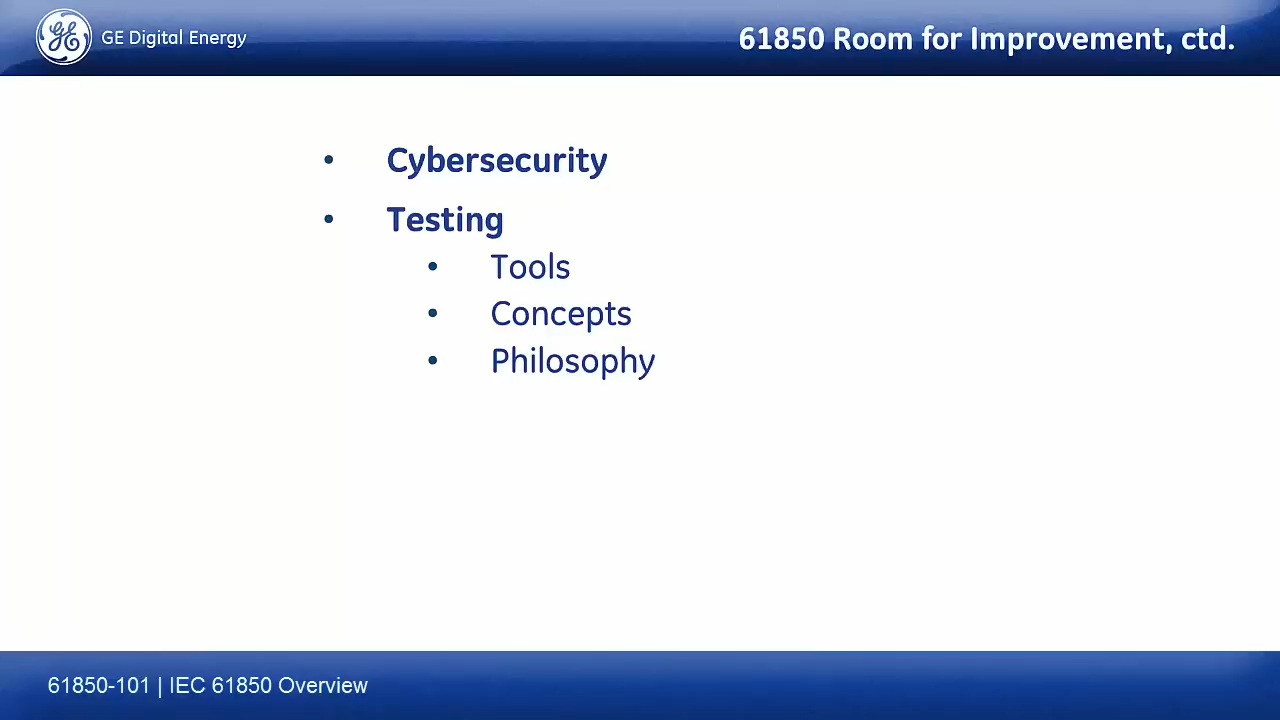 GE Digital Energy
61850 Room for Improvement, ctd.
• Cybersecurity
• Testing
• Tools
• Concepts
• Philosophy
61850-101 | IEC 61850 Overview